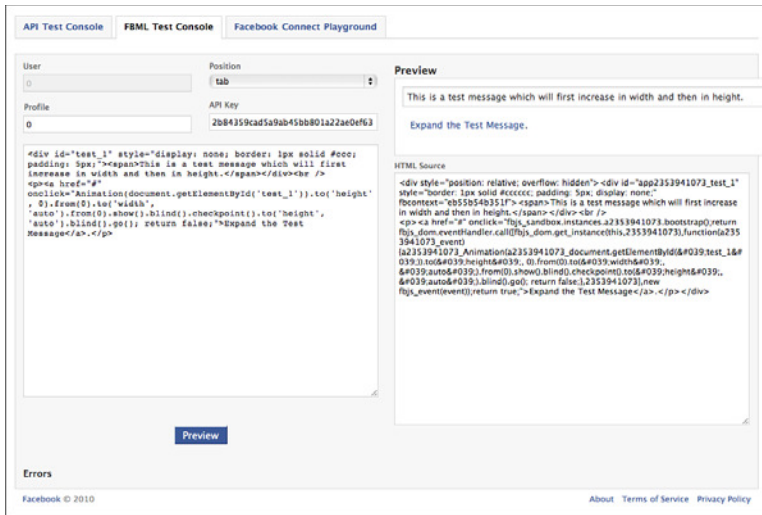 API Test Console FBML Test Console Facebook Connect Playground
User
0
Position
tab
Profile
0
API Key
2b84359cad5a9ab45bb801a22ae0ef63
<div id="test_1" style="display: none; border: 1px solid #ccc;
padding: 5px;"><span>This is a test message which will first
increase in width and then in height.</span></div><br />
<p><a href="#"
onclick="Animation(document.getElementById('test_1')).to('height'
, 0).from(0).to('width',
'auto').from(0).show().blind().checkpoint().to('height',
'auto').blind().go(); return false;">Expand the Test
Message</a>.</p>
Preview
Errors
Preview
This is a test message which will first increase in width and then in height.
Expand the Test Message.
HTML Source
<div style="position: relative; overflow: hidden"><div id="app2353941073_test_1"
style="border: 1px solid #cccccc; padding: 5px; display: none;"
fbcontext="eb55b54b351f"><span>This is a test message which will first increase
in width and then in height.</span></div><br />
<p><a href="#" onclick="fbjs_sandbox.instances.a2353941073.bootstrap();return
fbjs_dom.eventHandler.call([fbjs_dom.get_instance(this,2353941073),function(a235
3941073_event)
{a2353941073_Animation(a2353941073_document.getElementById(&#039;test_1&#
039;)).to(&#039;height&#039;, 0).from(0).to(&#039;width&#039;,
&#039;auto&#039;).from(0).show().blind().checkpoint().to(&#039;height&#039;,
&#039;auto&#039;).blind().go(); return false;},2353941073],new
fbjs_event(event));return true;">Expand the Test Message</a>.</p></div>
Facebook © 2010
About Terms of Service Privacy Policy